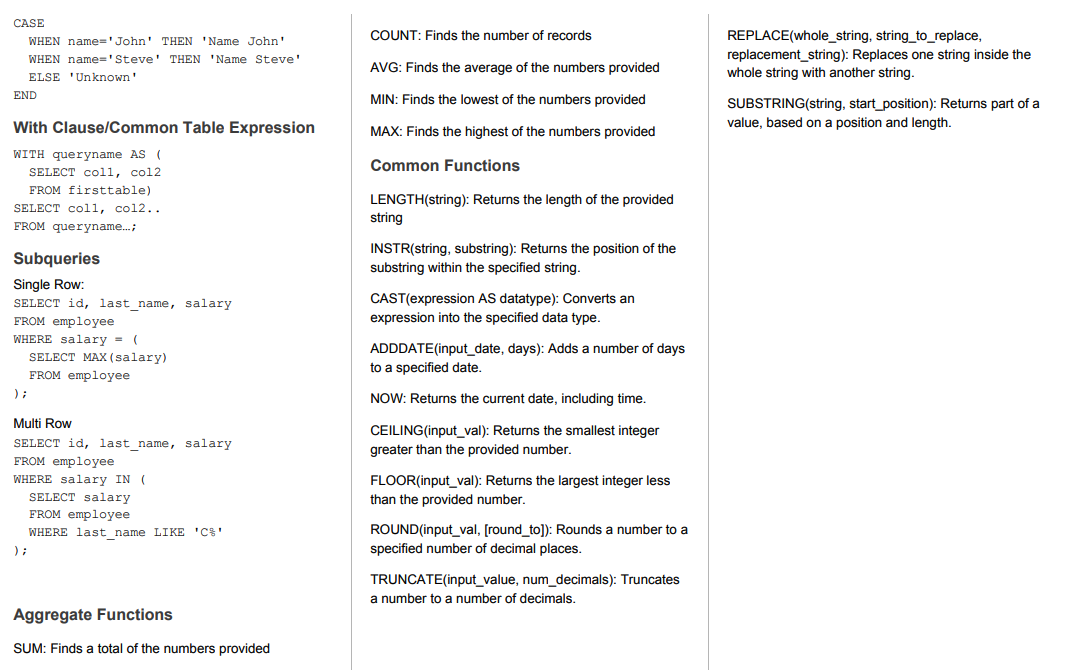 CASE
  WHEN name='John' THEN 'Name John'
  WHEN name='Steve' THEN 'Name Steve'
  ELSE 'Unknown'
END
With Clause/Common Table Expression
WITH queryname AS (
  SELECT col1, col2
  FROM firsttable)
SELECT col1, col2..
FROM queryname…;
Subqueries
Single Row:
SELECT id, last_name, salary
FROM employee
WHERE salary = (
  SELECT MAX(salary)
  FROM employee
);
Multi Row
SELECT id, last_name, salary
FROM employee
WHERE salary IN (
  SELECT salary
  FROM employee
  WHERE last_name LIKE 'C%'
);
Aggregate Functions
SUM: Finds a total of the numbers provided
COUNT: Finds the number of records
AVG: Finds the average of the numbers provided
MIN: Finds the lowest of the numbers provided
MAX: Finds the highest of the numbers provided
Common Functions
LENGTH(string): Returns the length of the provided
string
INSTR(string, substring): Returns the position of the
substring within the specified string.
CAST(expression AS datatype): Converts an
expression into the specified data type.
ADDDATE(input_date, days): Adds a number of days
to a specified date.
NOW: Returns the current date, including time.
CEILING(input_val): Returns the smallest integer
greater than the provided number.
FLOOR(input_val): Returns the largest integer less
than the provided number.
ROUND(input_val, [round_to]): Rounds a number to a
specified number of decimal places.
TRUNCATE(input_value, num_decimals): Truncates
a number to a number of decimals.
REPLACE(whole_string, string_to_replace,
replacement_string): Replaces one string inside the
whole string with another string.
SUBSTRING(string, start_position): Returns part of a
value, based on a position and length.